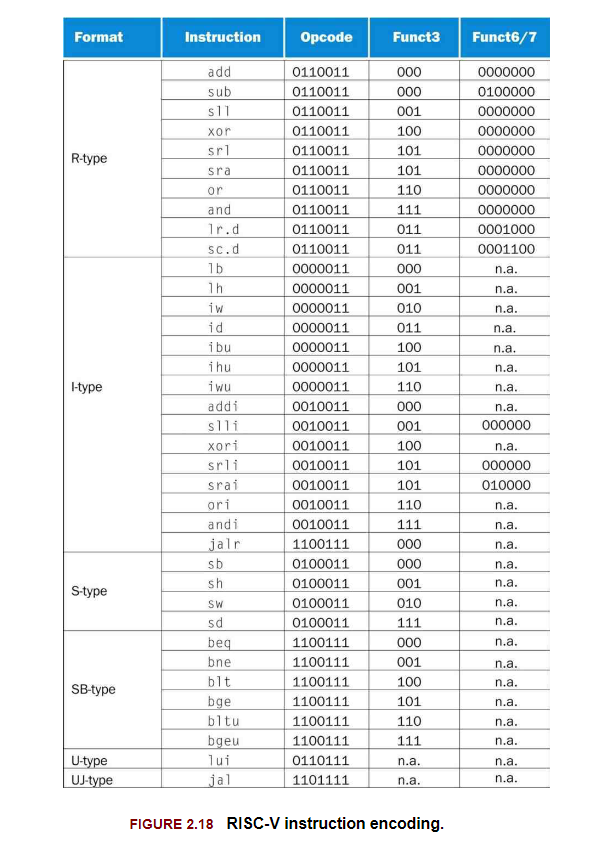 Format Instruction Opcode Funct3 Funct6/7
R-type
add 0110011 000 0000000
sub 0110011 000 0100000
sll 0110011 001 0000000
xor 0110011 100 0000000
srl 0110011 101 0000000
sra 0110011 101 0000000
or 0110011 110 0000000
and 0110011 111 0000000
lr.d 0110011 011 0001000
sc.d 0110011 011 0001100
I-type
lb 0000011 000 n.a.
lh 0000011 001 n.a.
iw 0000011 010 n.a.
id 0000011 011 n.a.
ibu 0000011 100 n.a.
ihu 0000011 101 n.a.
iwu 0000011 110 n.a.
addi 0010011 000 n.a.
slli 0010011 001 000000
xori 0010011 100 n.a.
srli 0010011 101 000000
srai 0010011 101 010000
ori 0010011 110 n.a.
andi 0010011 111 n.a.
jalr 1100111 000 n.a.
S-type
sb 0100011 000 n.a.
sh 0100011 001 n.a.
sw 0100011 010 n.a.
sd 0100011 111 n.a.
SB-type
beq 1100111 000 n.a.
bne 1100111 001 n.a.
blt 1100111 100 n.a.
bge 1100111 101 n.a.
bltu 1100111 110 n.a.
bgeu 1100111 111 n.a.
U-type lui 0110111 n.a. n.a.
UJ-type jal 1101111 n.a. n.a.
FIGURE 2.18 RISC-V instruction encoding.